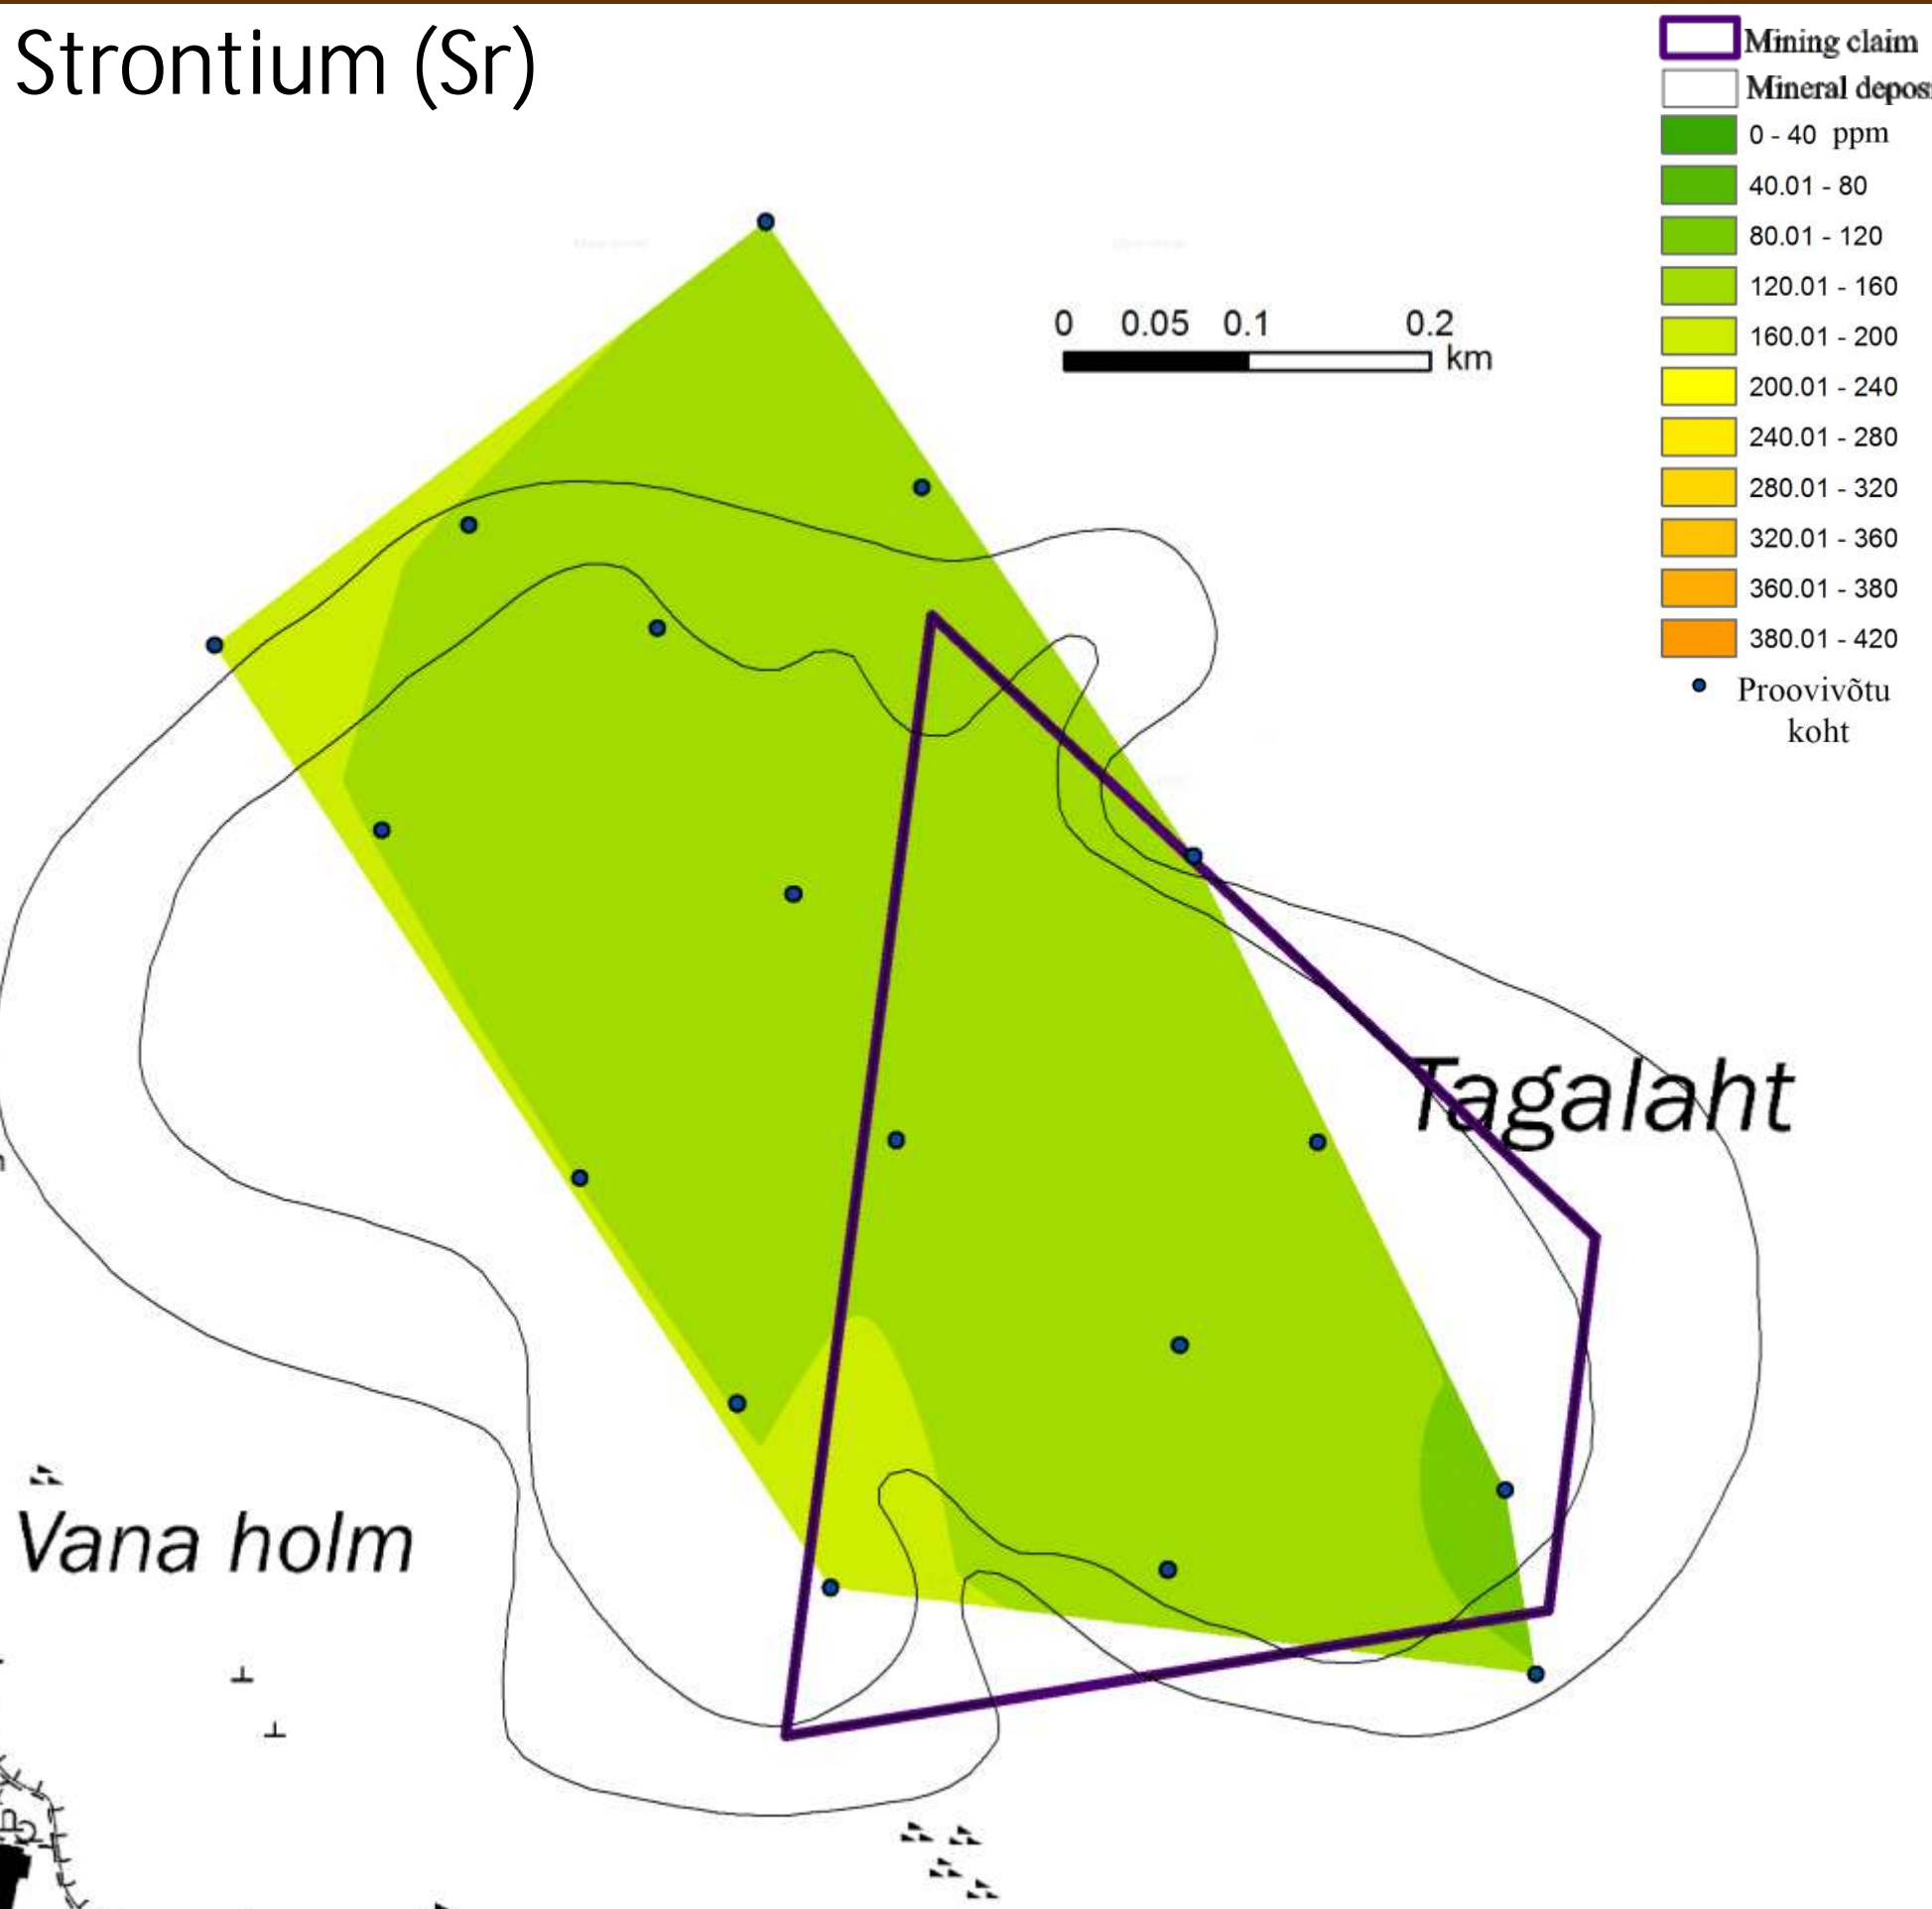 Strontium (Sr)
Mining claim
Mineral depos
0 - 40 ppm
40.01 - 80
80.01 - 120
120.01 - 160
160.01 - 200
200.01 - 240
240.01 - 280
280.01 - 320
320.01 - 360
360.01 - 380
380.01 - 420
Proovivõtu
koht
0 0.05 0.1 0.2
km
Tagalaht
Vana holm